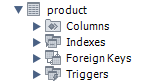 product
Columns
Indexes
Foreign Keys
Triggers